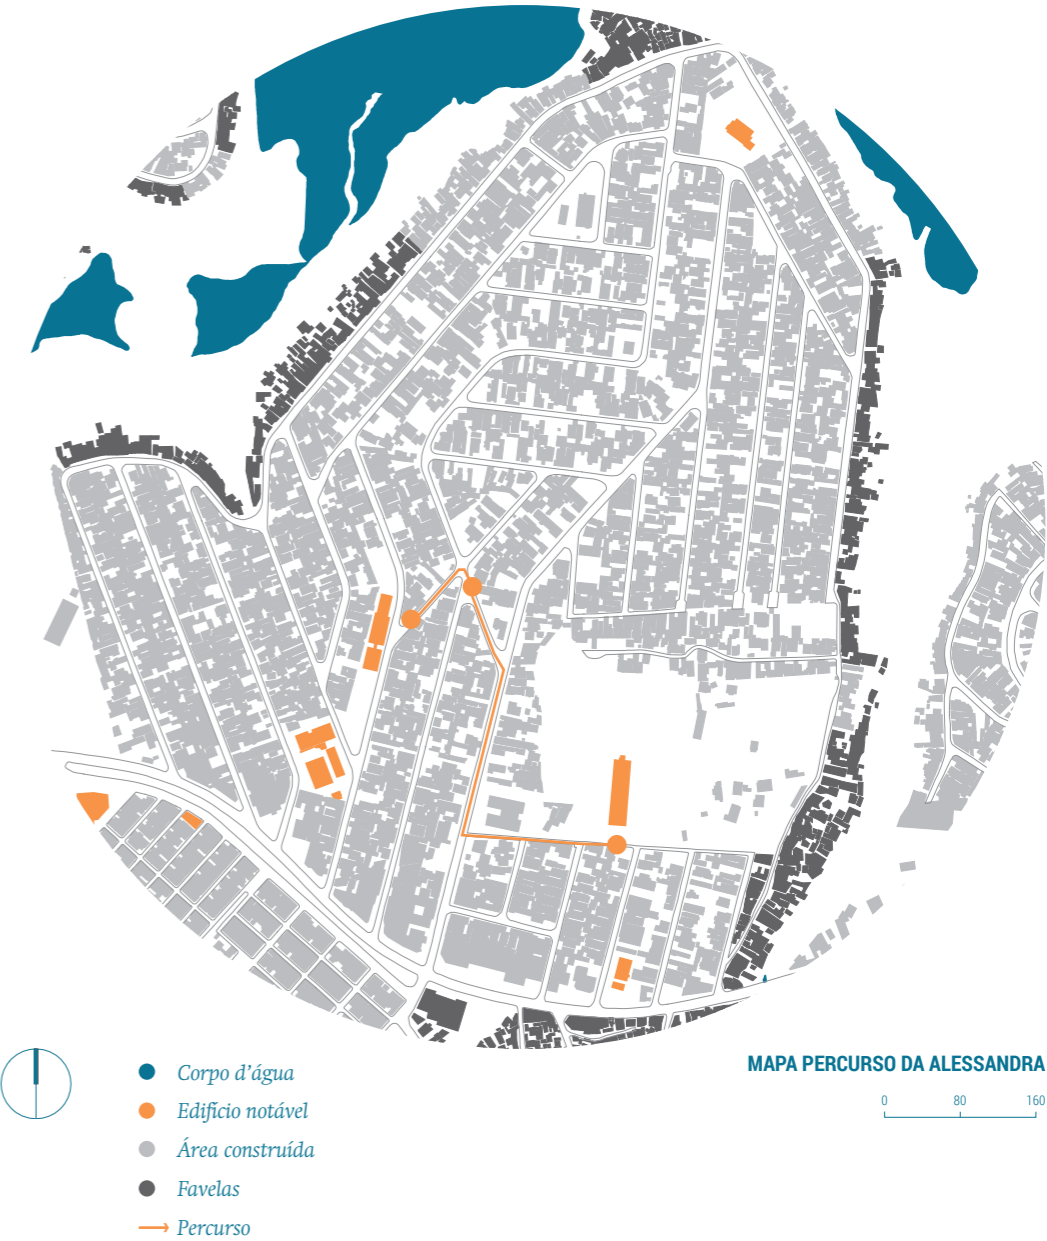 MAPA PERCURSO DA ALESSANDRA
0 80 160
Corpo d'água
Edifício notável
Área construída
Favelas
Percurso